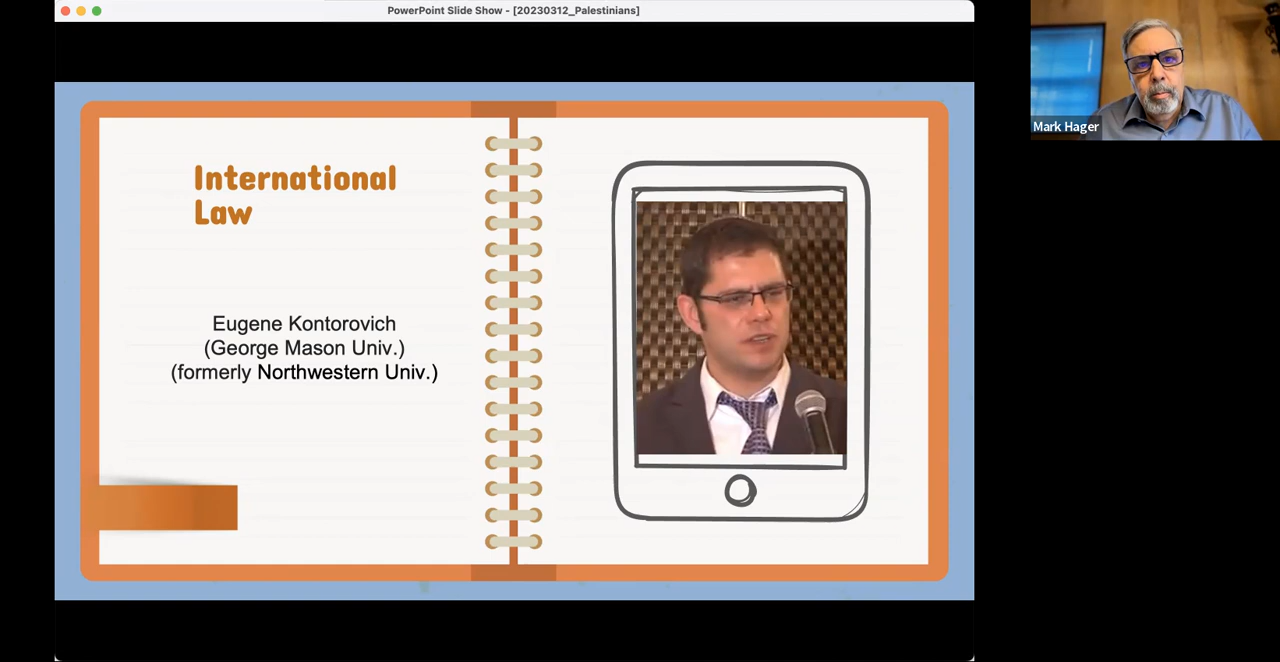 PowerPoint Slide Show - [20230312_Palestinians]
International
Law
Eugene Kontorovich
(George Mason Univ.)
(formerly Northwestern Univ.)
Mark Hager